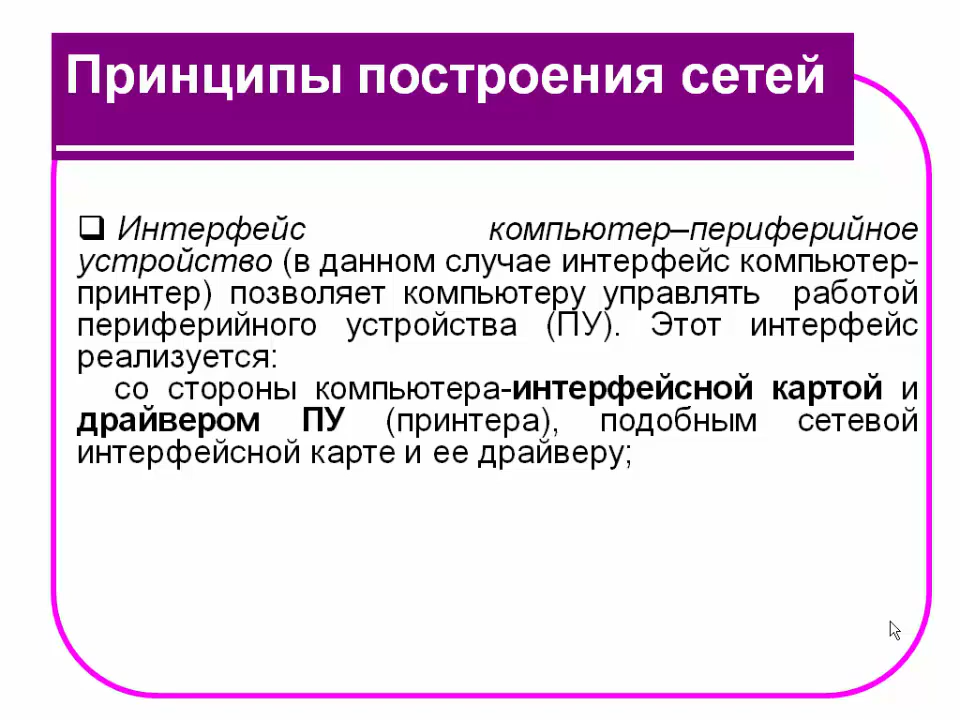 Принципы построения сетей
Интерфейс компьютер–периферийное
устройство (в данном случае интерфейс компьютер-
принтер) позволяет компьютеру управлять работой
периферийного устройства (ПУ). Этот интерфейс
реализуется:
со стороны компьютера-интерфейсной картой и
драйвером ПУ (принтера), подобным сетевой
интерфейсной карте и ее драйверу;